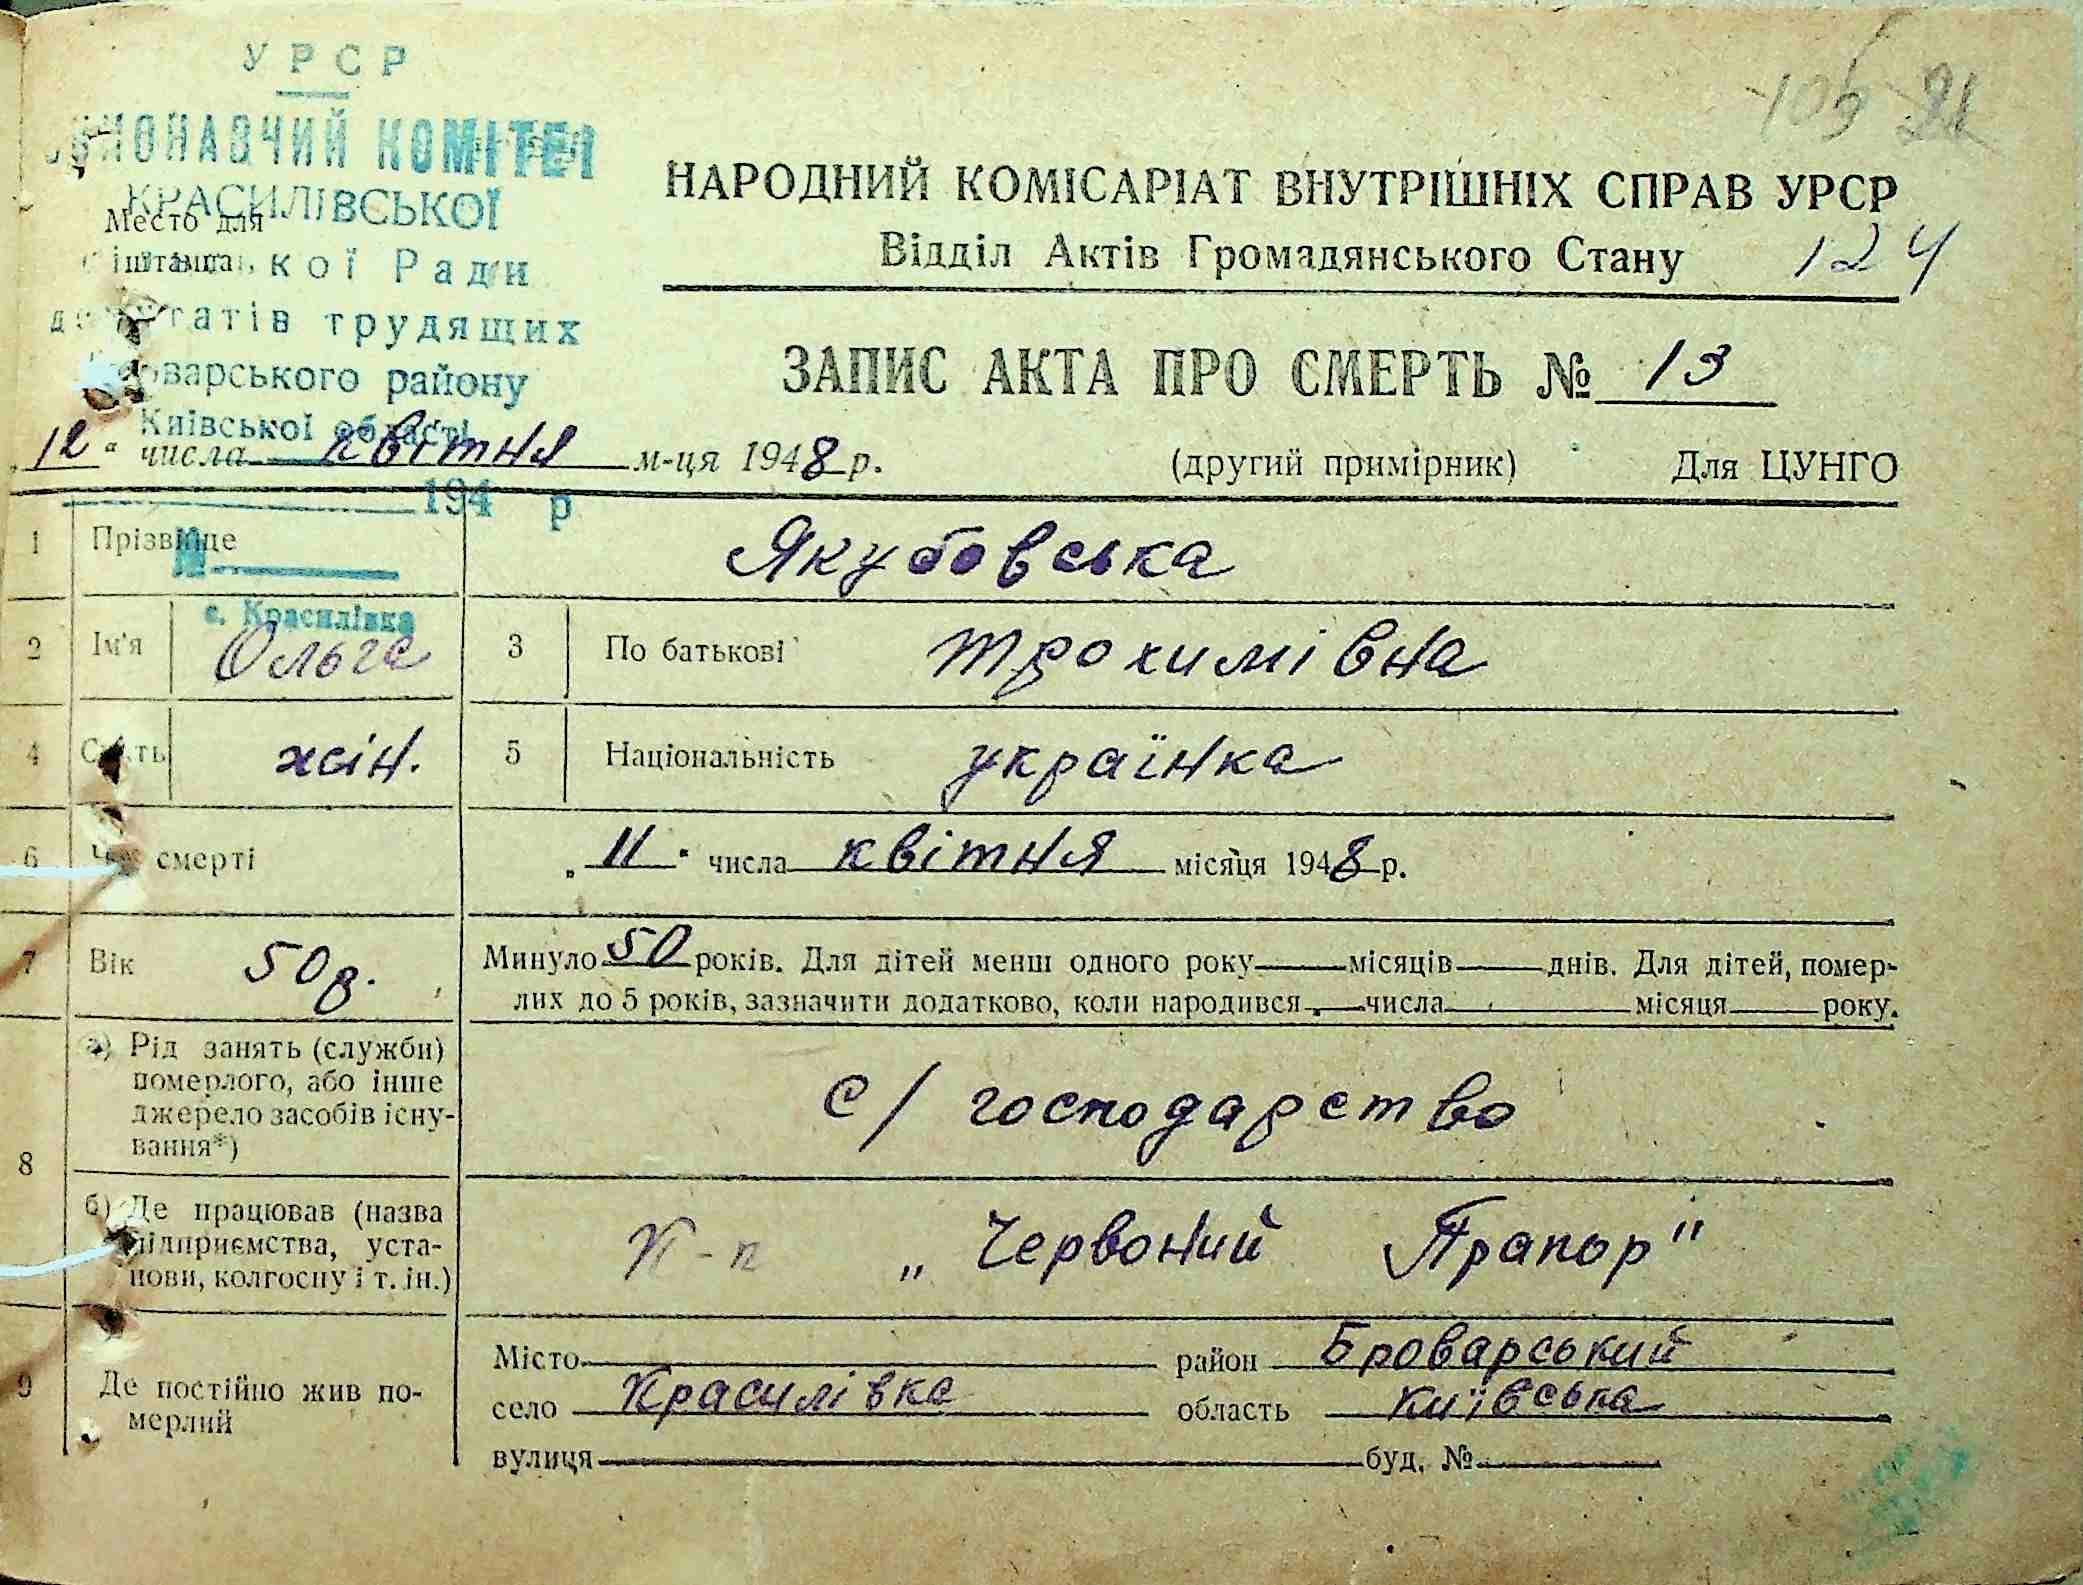 УРСР
КОМІТЕТ
КРАСИЛІВСЬКОЇ
Место для
штампа
Ради
трудящих
району
Київської області
194 р
с. Красилівка
105 21
НАРОДНИЙ КОМІСАРІАТ ВНУТРІШНІХ СПРАВ УРСР
Відділ Актів Громадянського Стану 124
ЗАПИС АКТА ПРО СМЕРТЬ № 13
„12“ числа квітня м-ця 1948 р. (другий примірник) Для ЦУНГО
1 Прізвище Якубовська
2 Ім'я Ольга 3 По батькові Трохимівна
4 Стать жін. 5 Національність українка
6 Час смерті „11“ числа квітня місяця 1948 р.
7 Вік 50 р. Минуло 50 років. Для дітей менш одного року — місяців — днів. Для дітей, помер-
лих до 5 років, зазначити додатково, коли народився — числа — місяця — року.
8 а) Рід занять (служби)
померлого, або інше
джерело засобів існу-
вання*)
с/господарство
б) Де працював (назва
підприємства, уста-
нови, колгоспу і т. ін.)
К-п „Червоний Прапор"
9 Де постійно жив по-
мерлий
Місто район Броварський
село Красилівка область Київська
вулиця буд. №